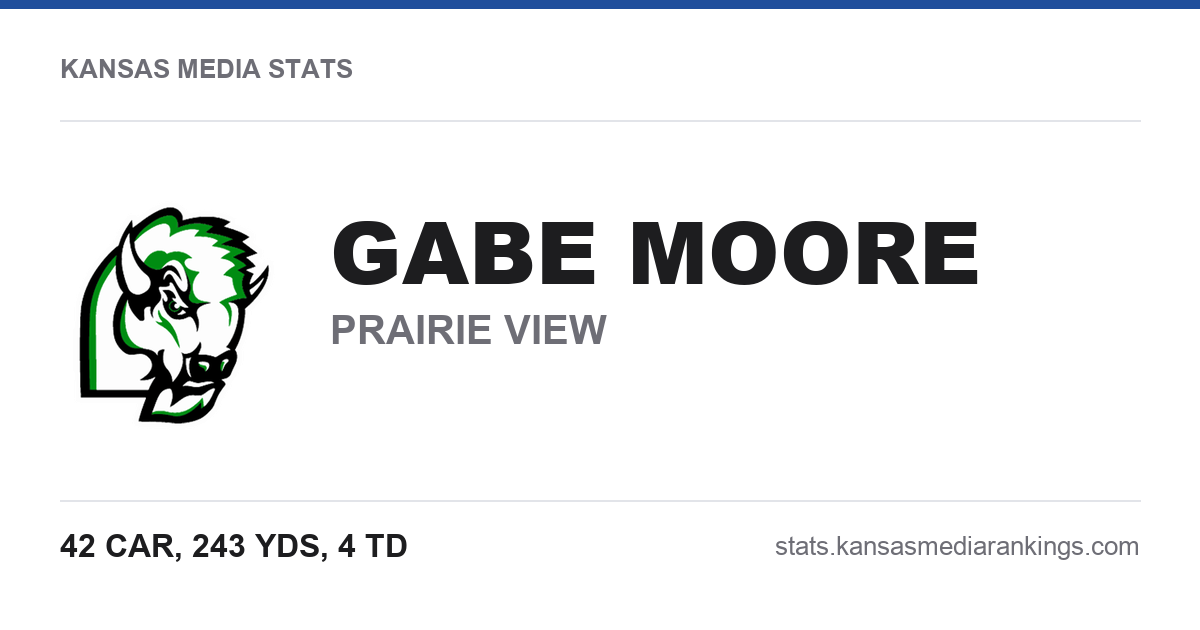 KANSAS MEDIA STATS
GABE MOORE
PRAIRIE VIEW
42 CAR, 243 YDS, 4 TD
stats.kansasmediarankings.com